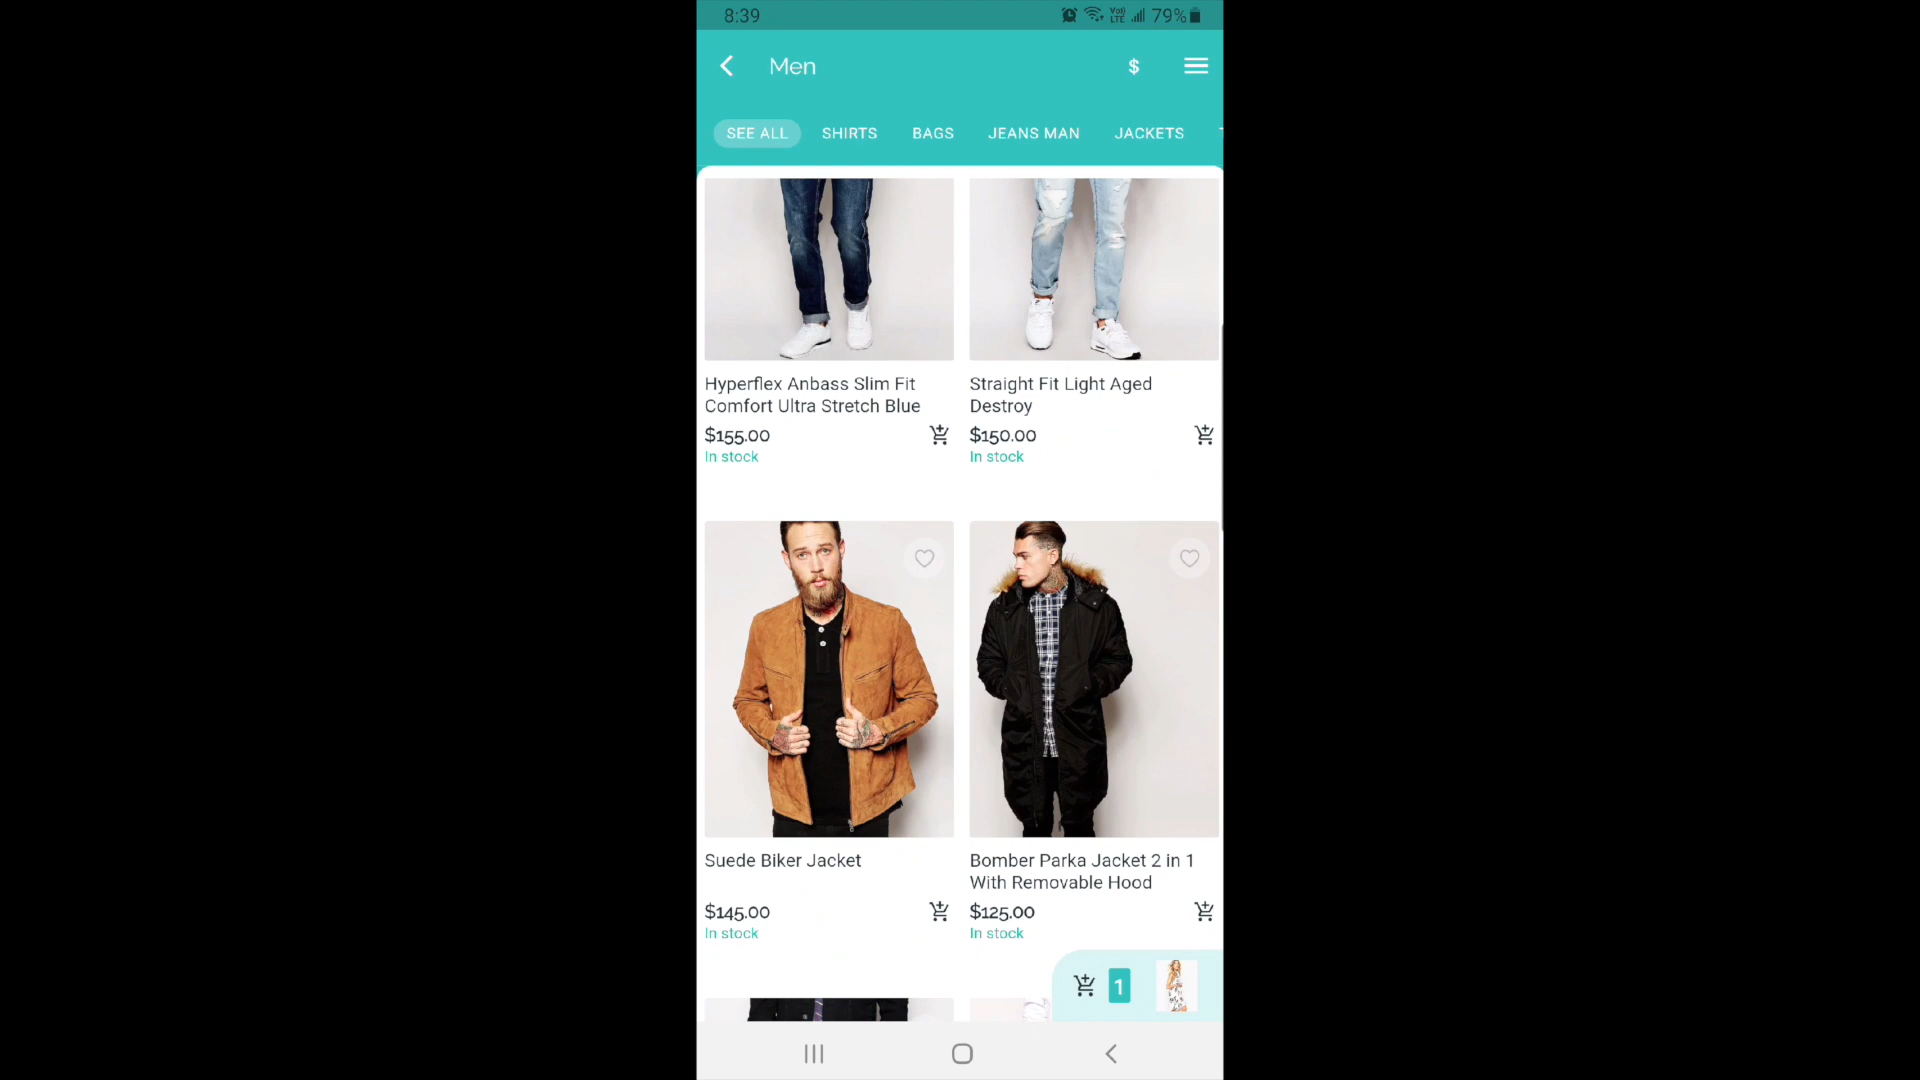 8:39
Vo) LTE 79%
Men
$
SEE ALL SHIRTS BAGS JEANS MAN JACKETS
Hyperflex Anbass Slim Fit
Comfort Ultra Stretch Blue
$155.00
In stock
Straight Fit Light Aged
Destroy
$150.00
In stock
Suede Biker Jacket
$145.00
In stock
Bomber Parka Jacket 2 in 1
With Removable Hood
$125.00
In stock
1